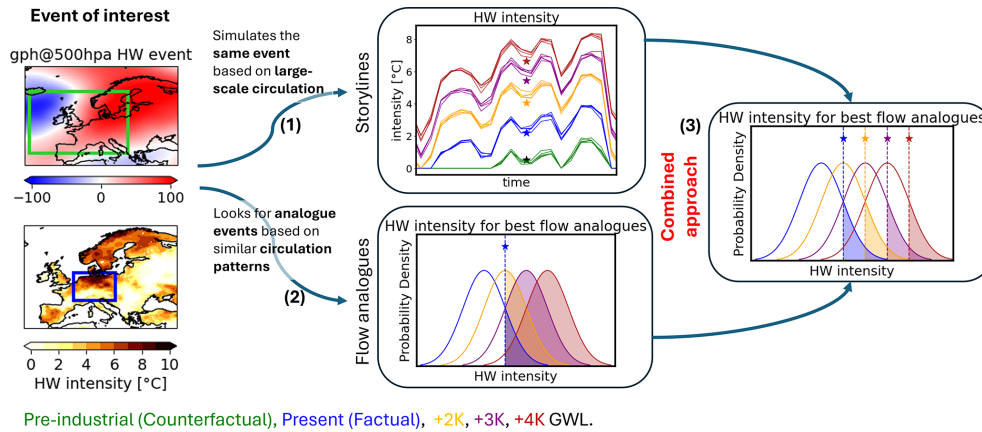 Event of interest
gph@500hpa HW event
−100 0 100
0 2 4 6 8 10
HW intensity [°C]
Simulates the
same event
based on large-
scale circulation
(1)
Looks for analogue
events based on
similar circulation
patterns
(2)
Storylines
HW intensity
intensity [°C]
8
6
4
2
0
time
Flow analogues
HW intensity for best flow analogues
Probability Density
HW intensity
(3)
Combined
approach
HW intensity for best flow analogues
Probability Density
HW intensity
Pre-industrial (Counterfactual), Present (Factual), +2K, +3K, +4K GWL.